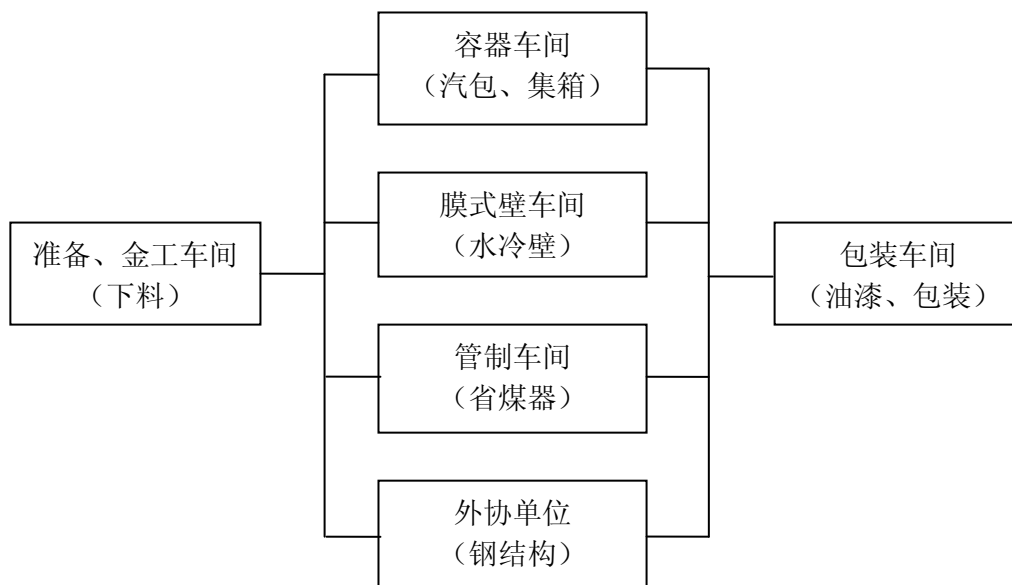 容器车间
（汽包、集箱）
膜式壁车间
（水冷壁）
准备、金工车间
（下料）
包装车间
（油漆、包装）
管制车间
（省煤器）
外协单位
（钢结构）